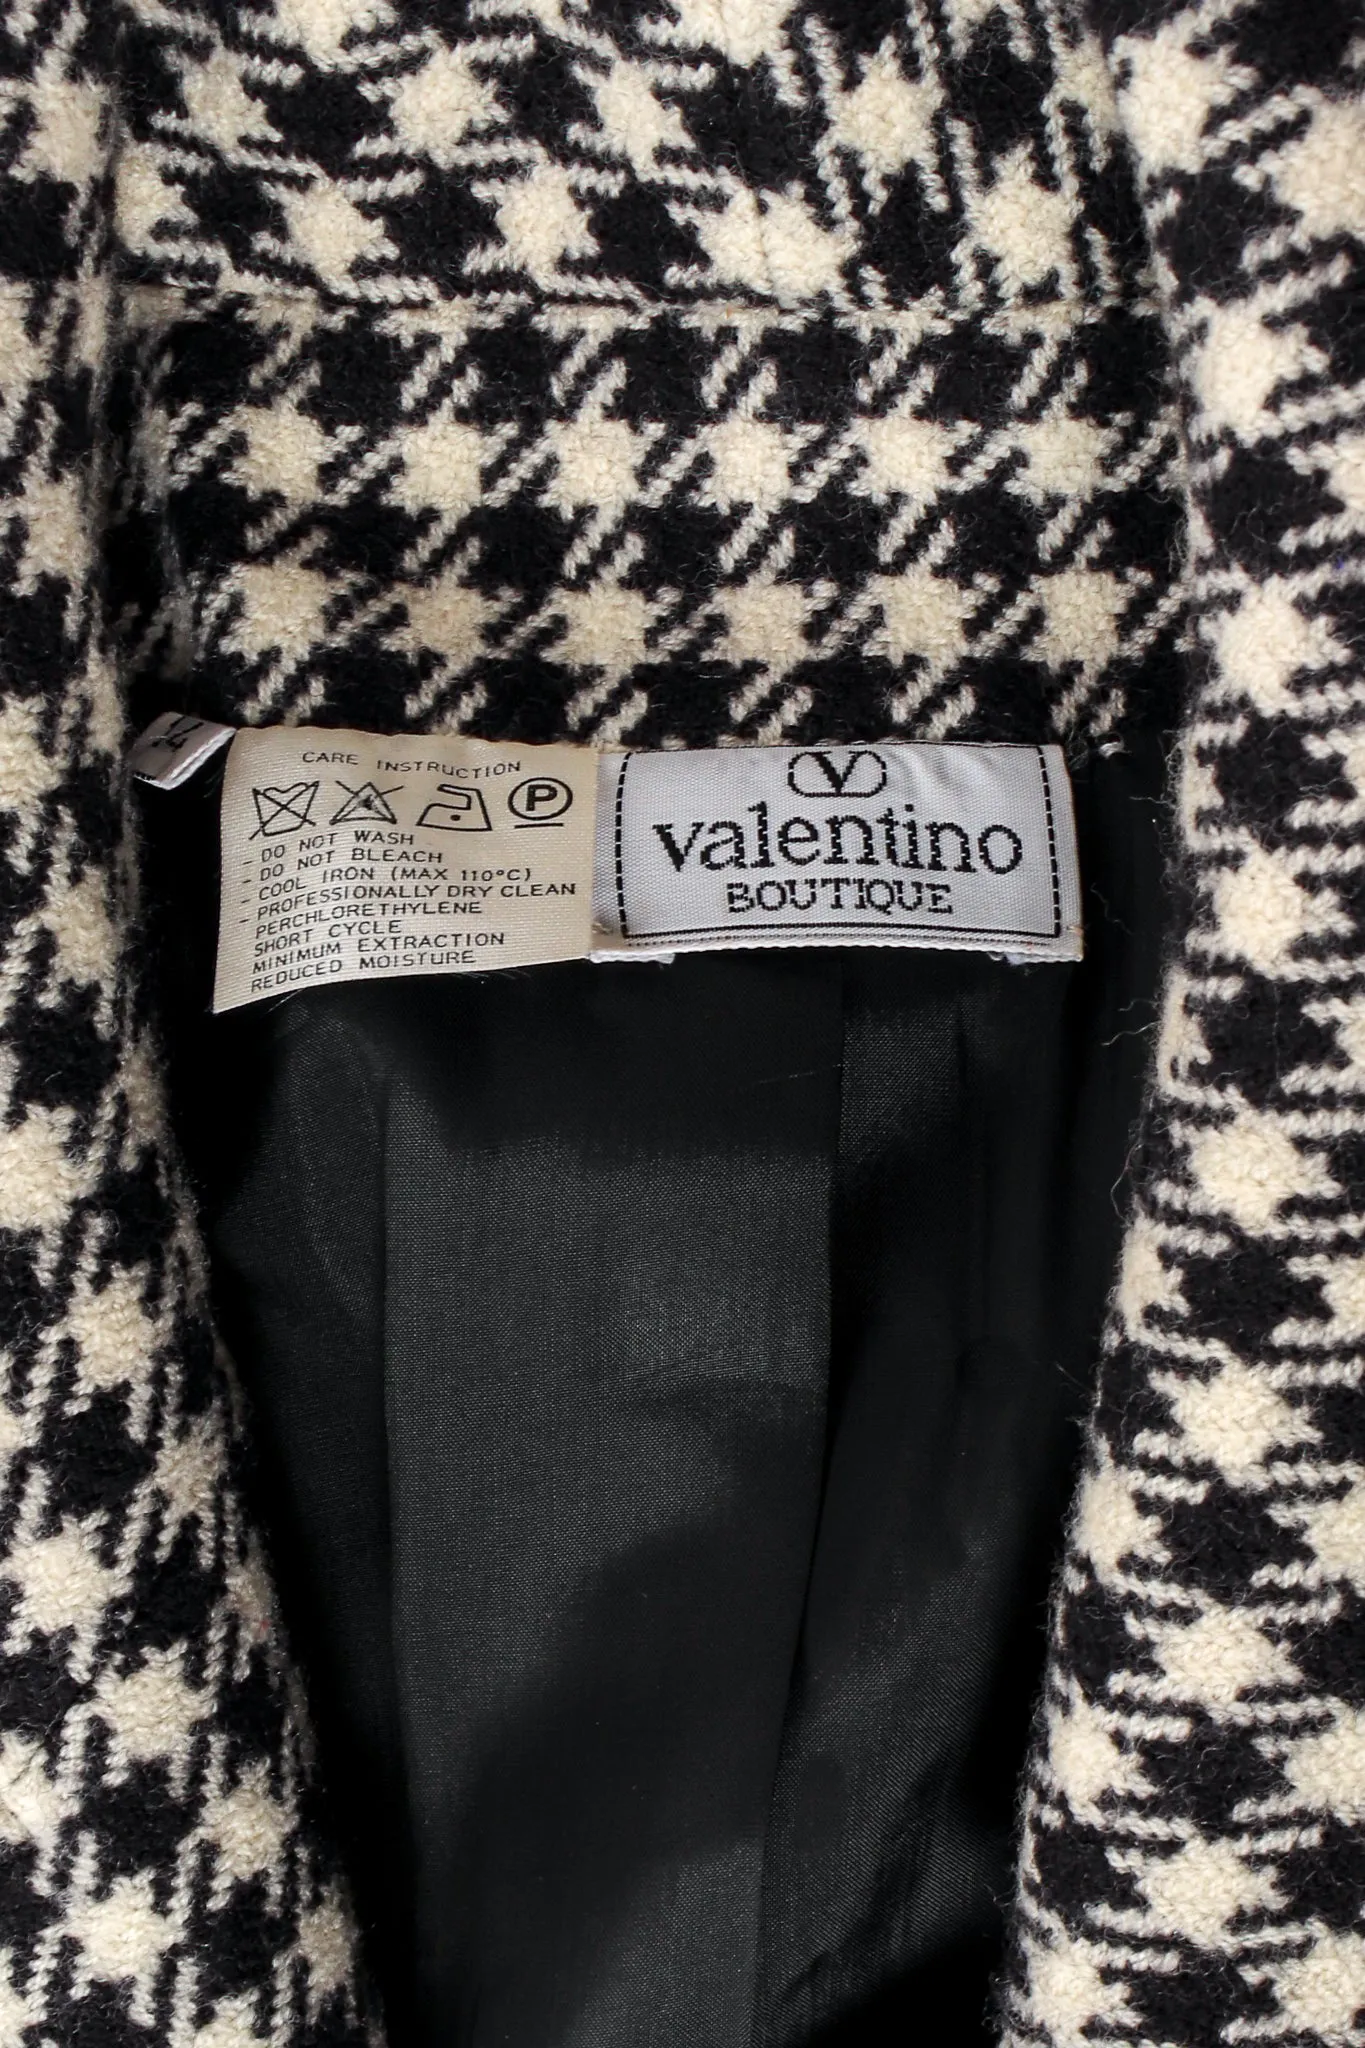 14
CARE INSTRUCTION
P
- DO NOT WASH
- DO NOT BLEACH
- COOL IRON (MAX 110°C)
- PROFESSIONALLY DRY CLEAN
PERCHLORETHYLENE
SHORT CYCLE
MINIMUM EXTRACTION
REDUCED MOISTURE
V
valentino
BOUTIQUE